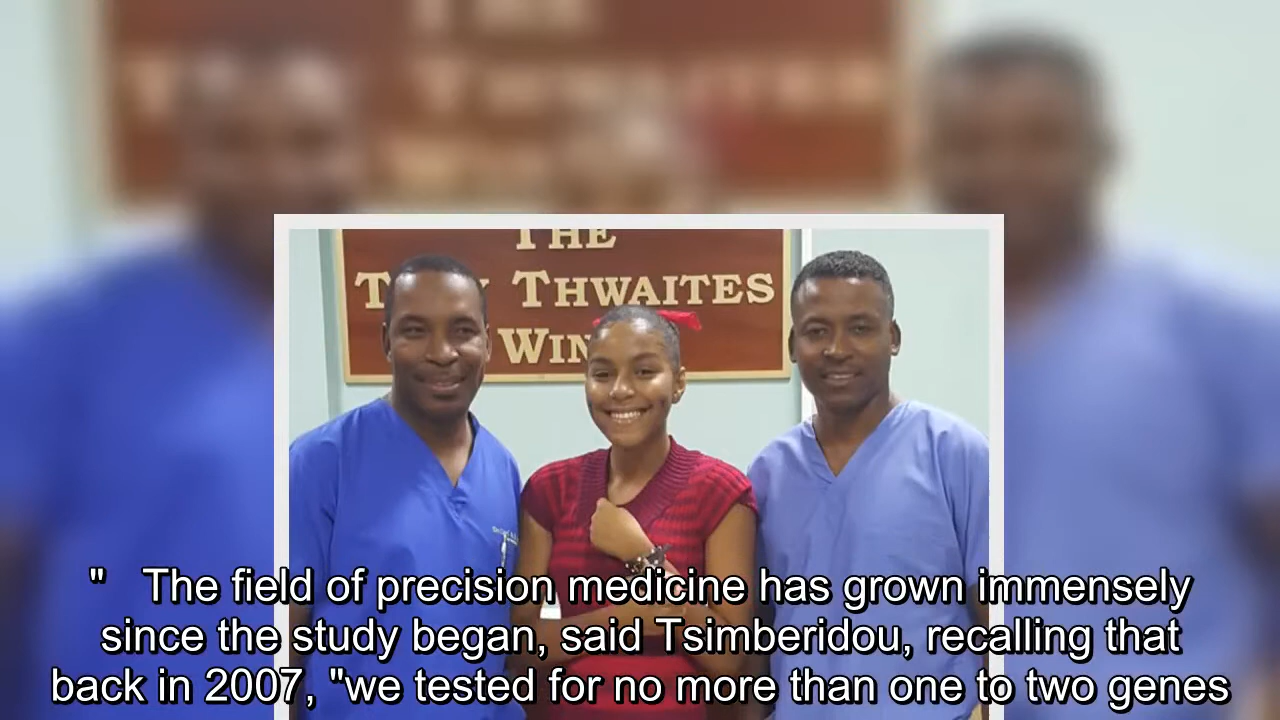 THE
THWAITES
" The field of precision medicine has grown immensely
since the study began, said Tsimberidou, recalling that
back in 2007, "we tested for no more than one to two genes